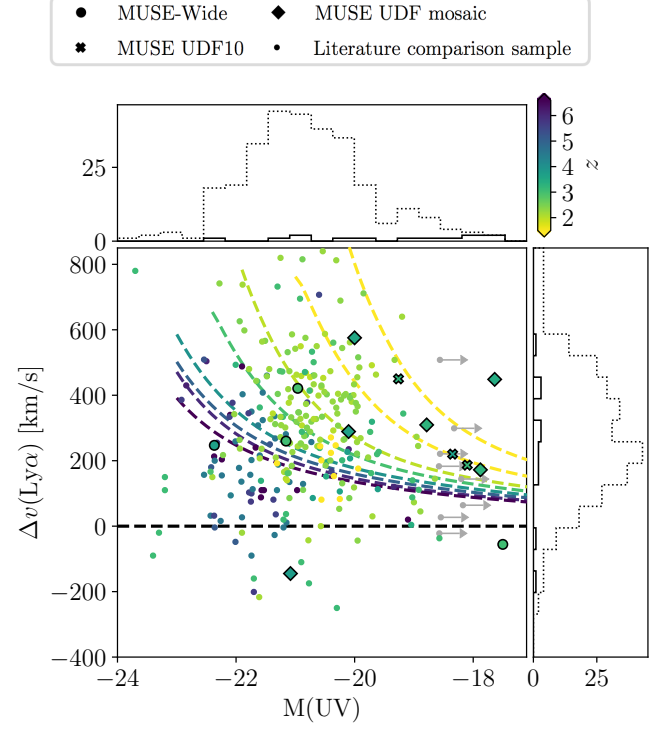 MUSE-Wide MUSE UDF mosaic
MUSE UDF10 Literature comparison sample
25
0
6
5
4
3
2
z
800
600
400
200
0
−200
−400
Δv(Lyα) [km/s]
−24 −22 −20 −18
M(UV)
0 25